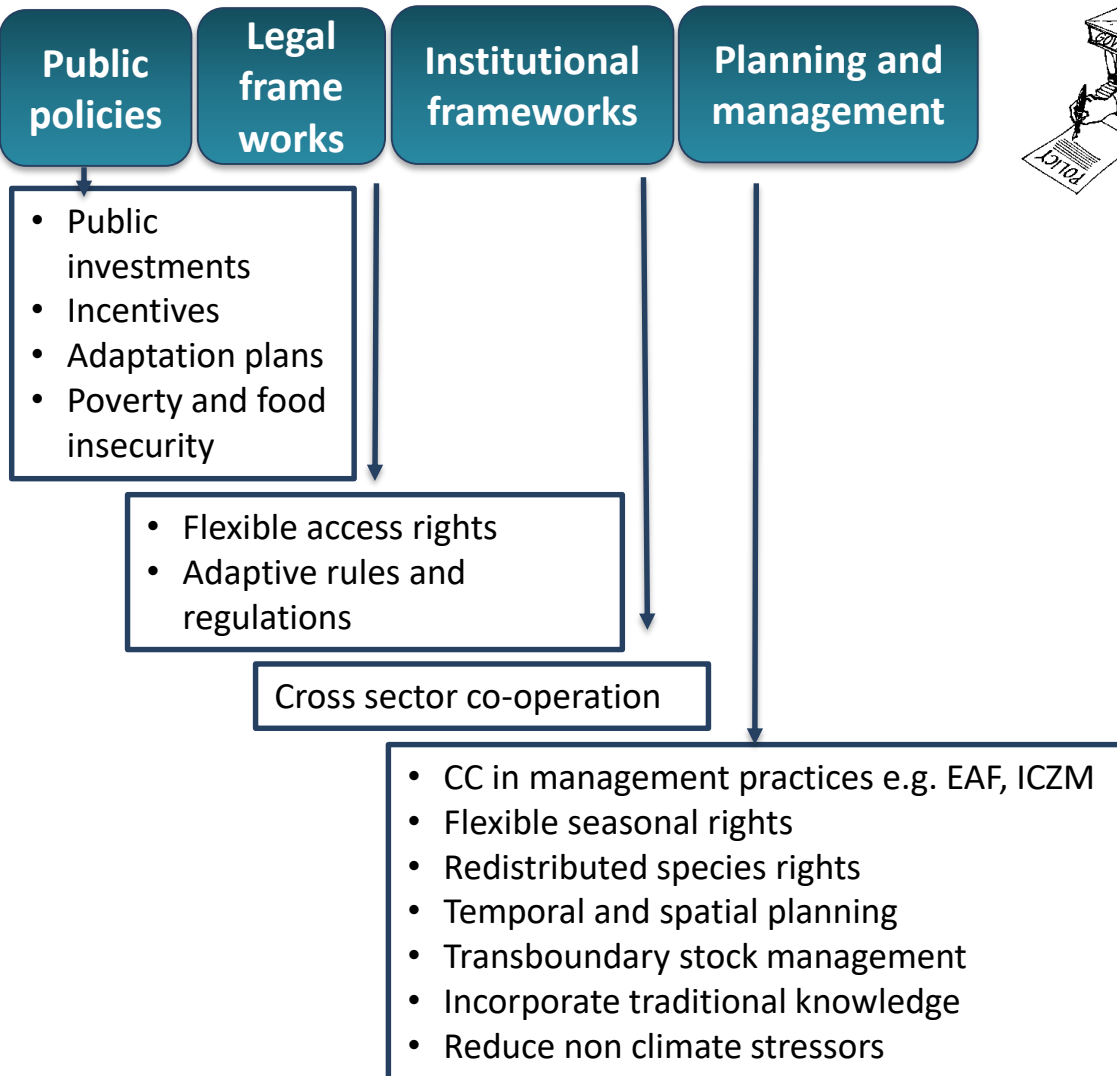 Public
policies
Legal
frame
works
Institutional
frameworks
Planning and
management
POLICY
• Public
investments
• Incentives
• Adaptation plans
• Poverty and food
insecurity
• Flexible access rights
• Adaptive rules and
regulations
Cross sector co-operation
• CC in management practices e.g. EAF, ICZM
• Flexible seasonal rights
• Redistributed species rights
• Temporal and spatial planning
• Transboundary stock management
• Incorporate traditional knowledge
• Reduce non climate stressors